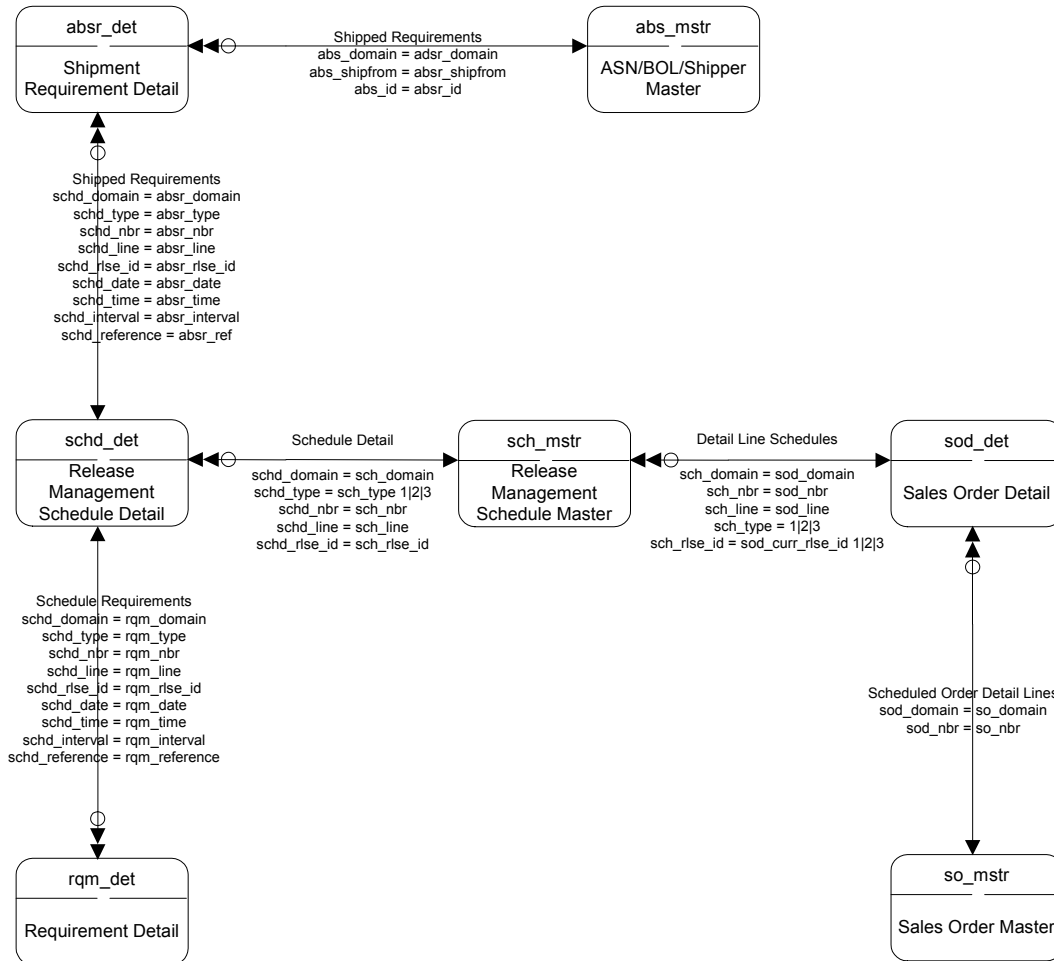 absr_det
Shipment
Requirement Detail
Shipped Requirements
abs_domain = adsr_domain
abs_shipfrom = absr_shipfrom
abs_id = absr_id
abs_mstr
ASN/BOL/Shipper
Master
Shipped Requirements
schd_domain = absr_domain
schd_type = absr_type
schd_nbr = absr_nbr
schd_line = absr_line
schd_rlse_id = absr_rlse_id
schd_date = absr_date
schd_time = absr_time
schd_interval = absr_interval
schd_reference = absr_ref
schd_det
Release
Management
Schedule Detail
Schedule Detail
schd_domain = sch_domain
schd_type = sch_type 1|2|3
schd_nbr = sch_nbr
schd_line = sch_line
schd_rlse_id = sch_rlse_id
sch_mstr
Release
Management
Schedule Master
Detail Line Schedules
sch_domain = sod_domain
sch_nbr = sod_nbr
sch_line = sod_line
sch_type = 1|2|3
sch_rlse_id = sod_curr_rlse_id 1|2|3
sod_det
Sales Order Detail
Schedule Requirements
schd_domain = rqm_domain
schd_type = rqm_type
schd_nbr = rqm_nbr
schd_line = rqm_line
schd_rlse_id = rqm_rlse_id
schd_date = rqm_date
schd_time = rqm_time
schd_interval = rqm_interval
schd_reference = rqm_reference
Scheduled Order Detail Lines
sod_domain = so_domain
sod_nbr = so_nbr
rqm_det
Requirement Detail
so_mstr
Sales Order Master